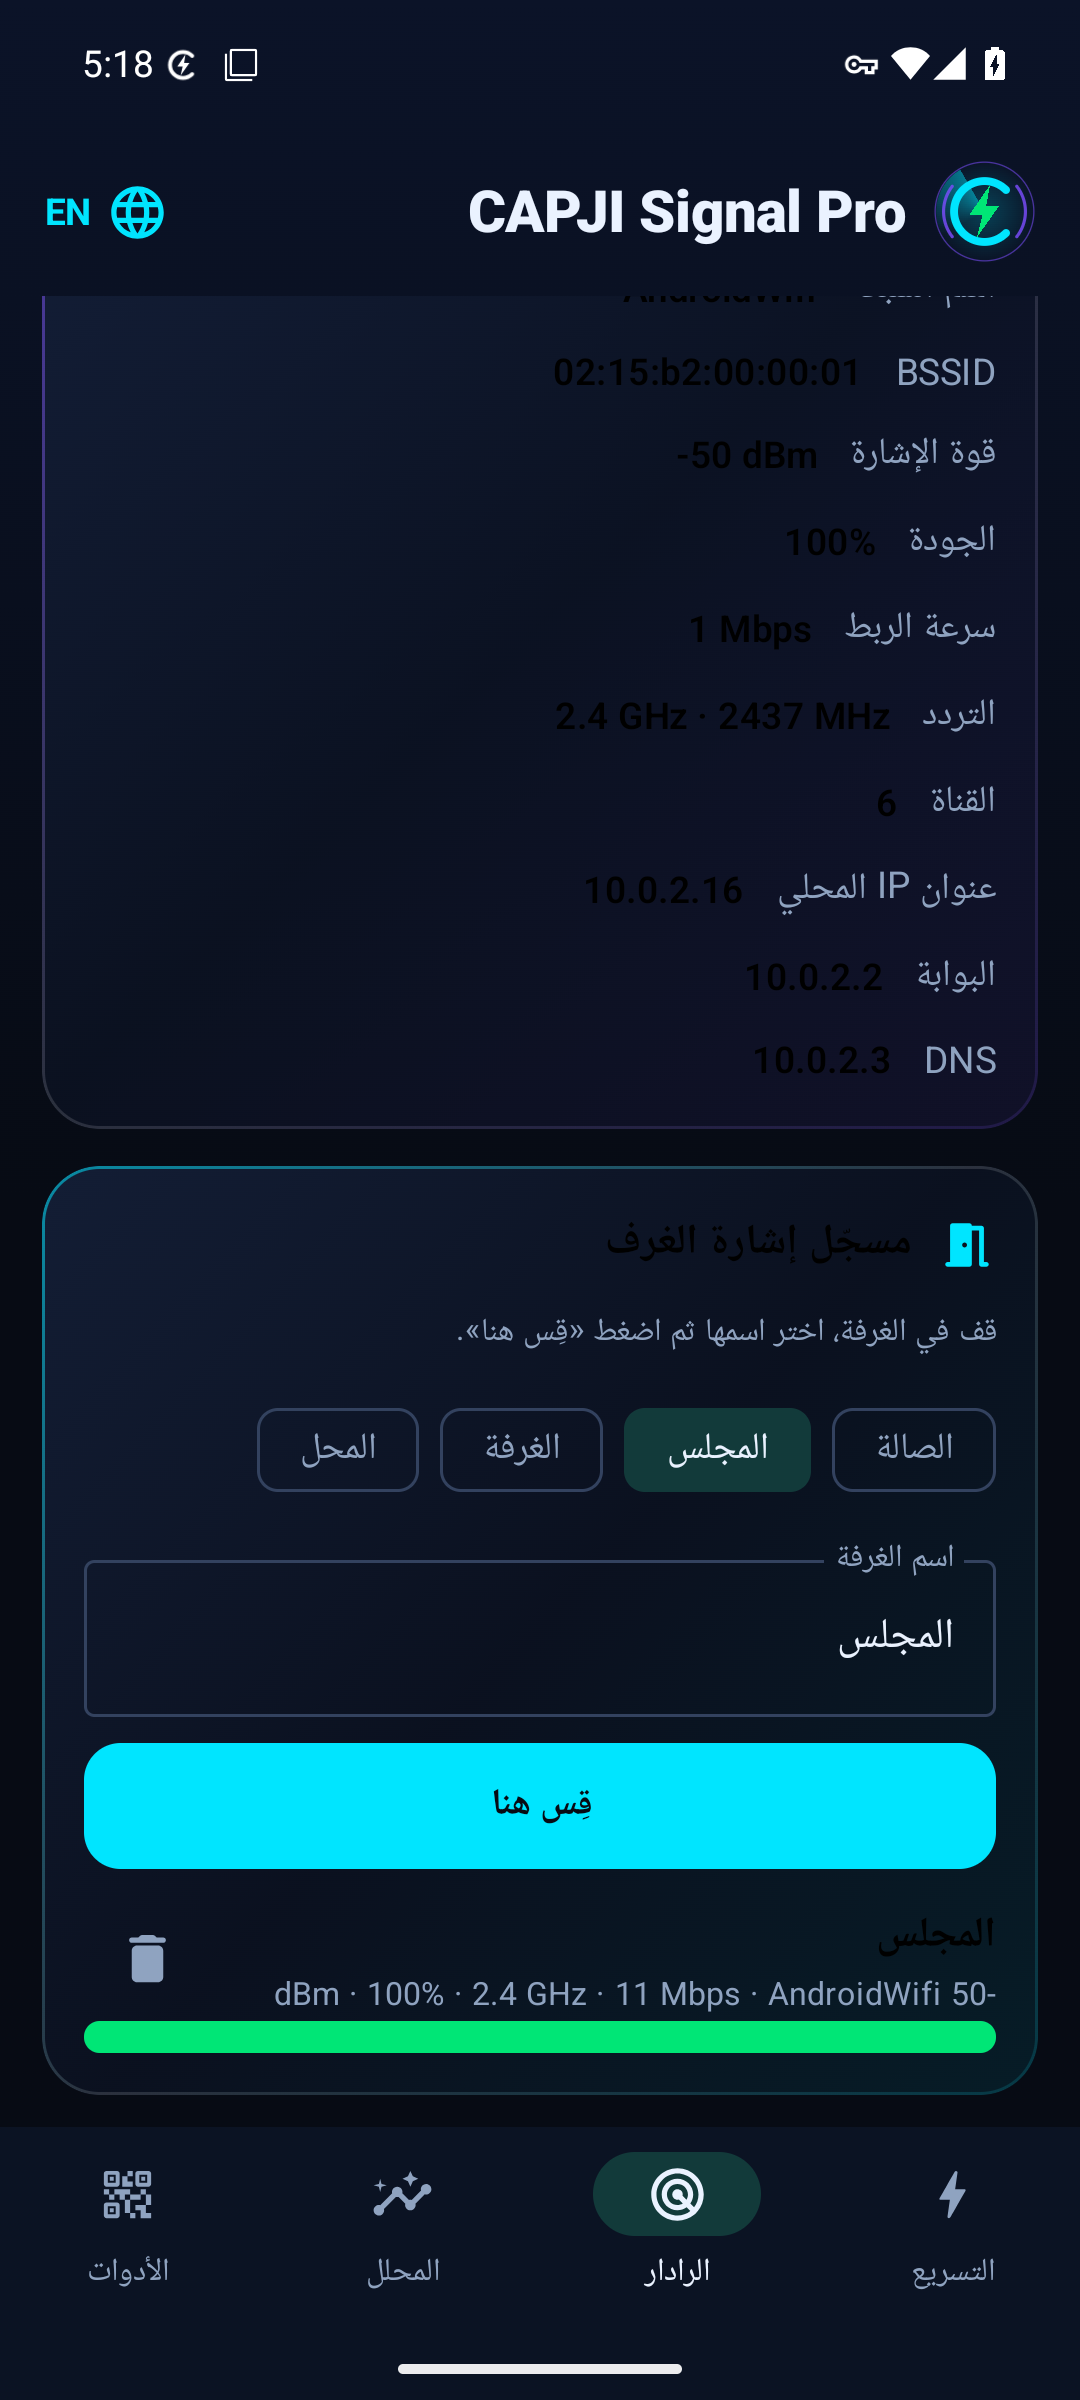 5:18
CAPJI Signal Pro
EN
BSSID 02:15:b2:00:00:01
قوة الإشارة -50 dBm
الجودة 100%
سرعة الربط 1 Mbps
التردد 2.4 GHz · 2437 MHz
القناة 6
عنوان IP المحلي 10.0.2.16
البوابة 10.0.2.2
DNS 10.0.2.3
مسجّل إشارة الغرف
قف في الغرفة، اختر اسمها ثم اضغط «قِس هنا».
الصالة المجلس الغرفة المحل
اسم الغرفة
المجلس
قِس هنا
المجلس
-50 dBm · 100% · 2.4 GHz · 11 Mbps · AndroidWifi
التسريع الرادار المحلل الأدوات